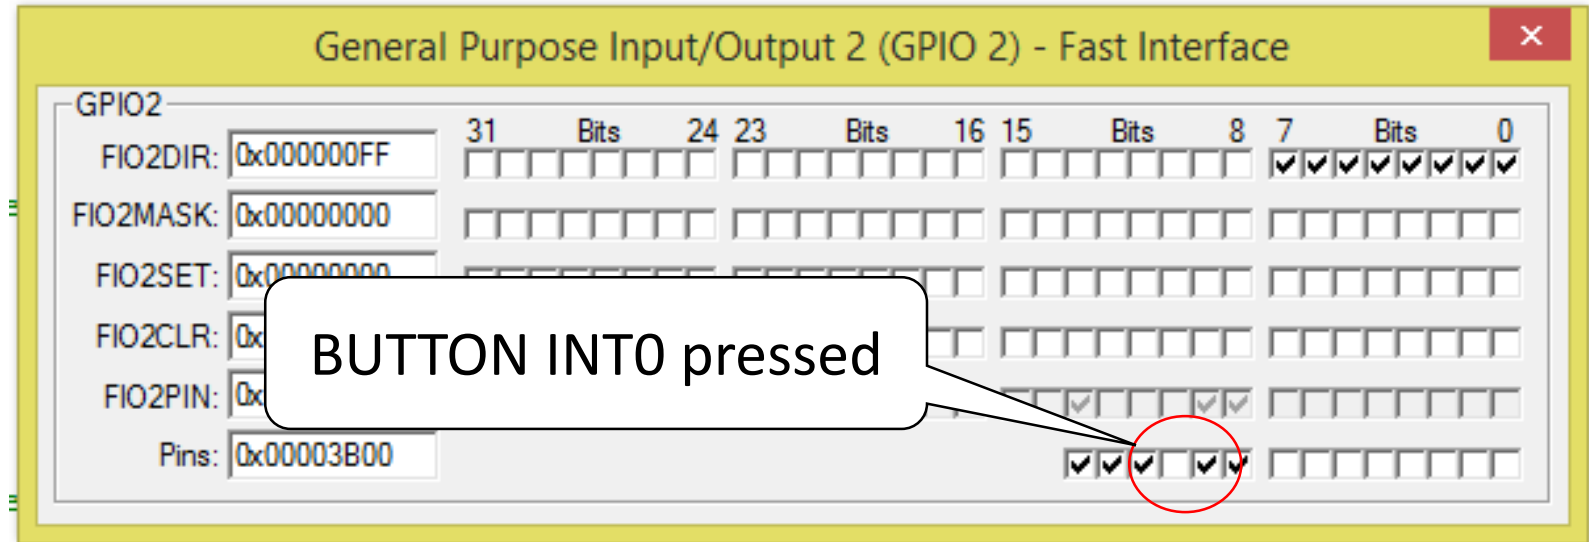 General Purpose Input/Output 2 (GPIO 2) - Fast Interface
GPIO2
31 Bits 24 23 Bits 16 15 Bits 8 7 Bits 0
FIO2DIR: 0x000000FF
FIO2MASK: 0x00000000
FIO2SET: 0x00000000
FIO2CLR: 0x
BUTTON INT0 pressed
FIO2PIN: 0x
Pins: 0x00003B00